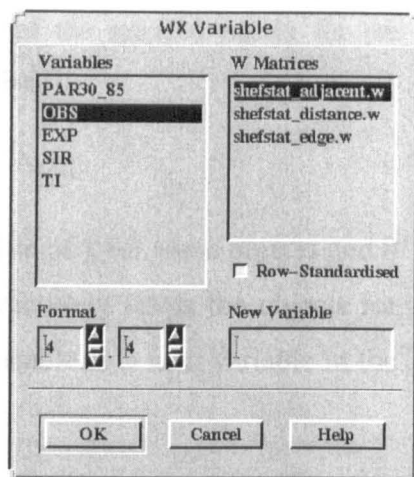 WX Variable
Variables
PAR30_85
OBS
EXP
SIR
TI
W Matrices
shefstat_adjacent.w
shefstat_distance.w
shefstat_edge.w
Row-Standardised
Format
4 . 4
New Variable
OK
Cancel
Help